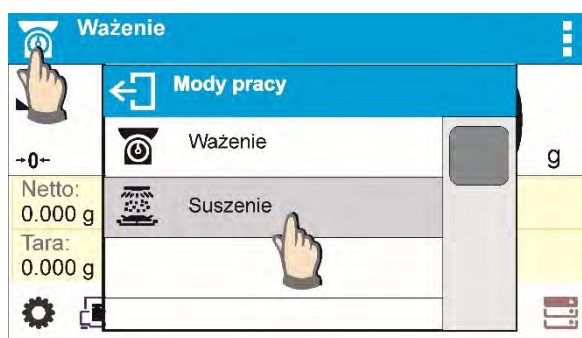 Ważenie
Mody pracy
Ważenie
Suszenie
→0←
g
Netto:
0.000 g
Tara:
0.000 g